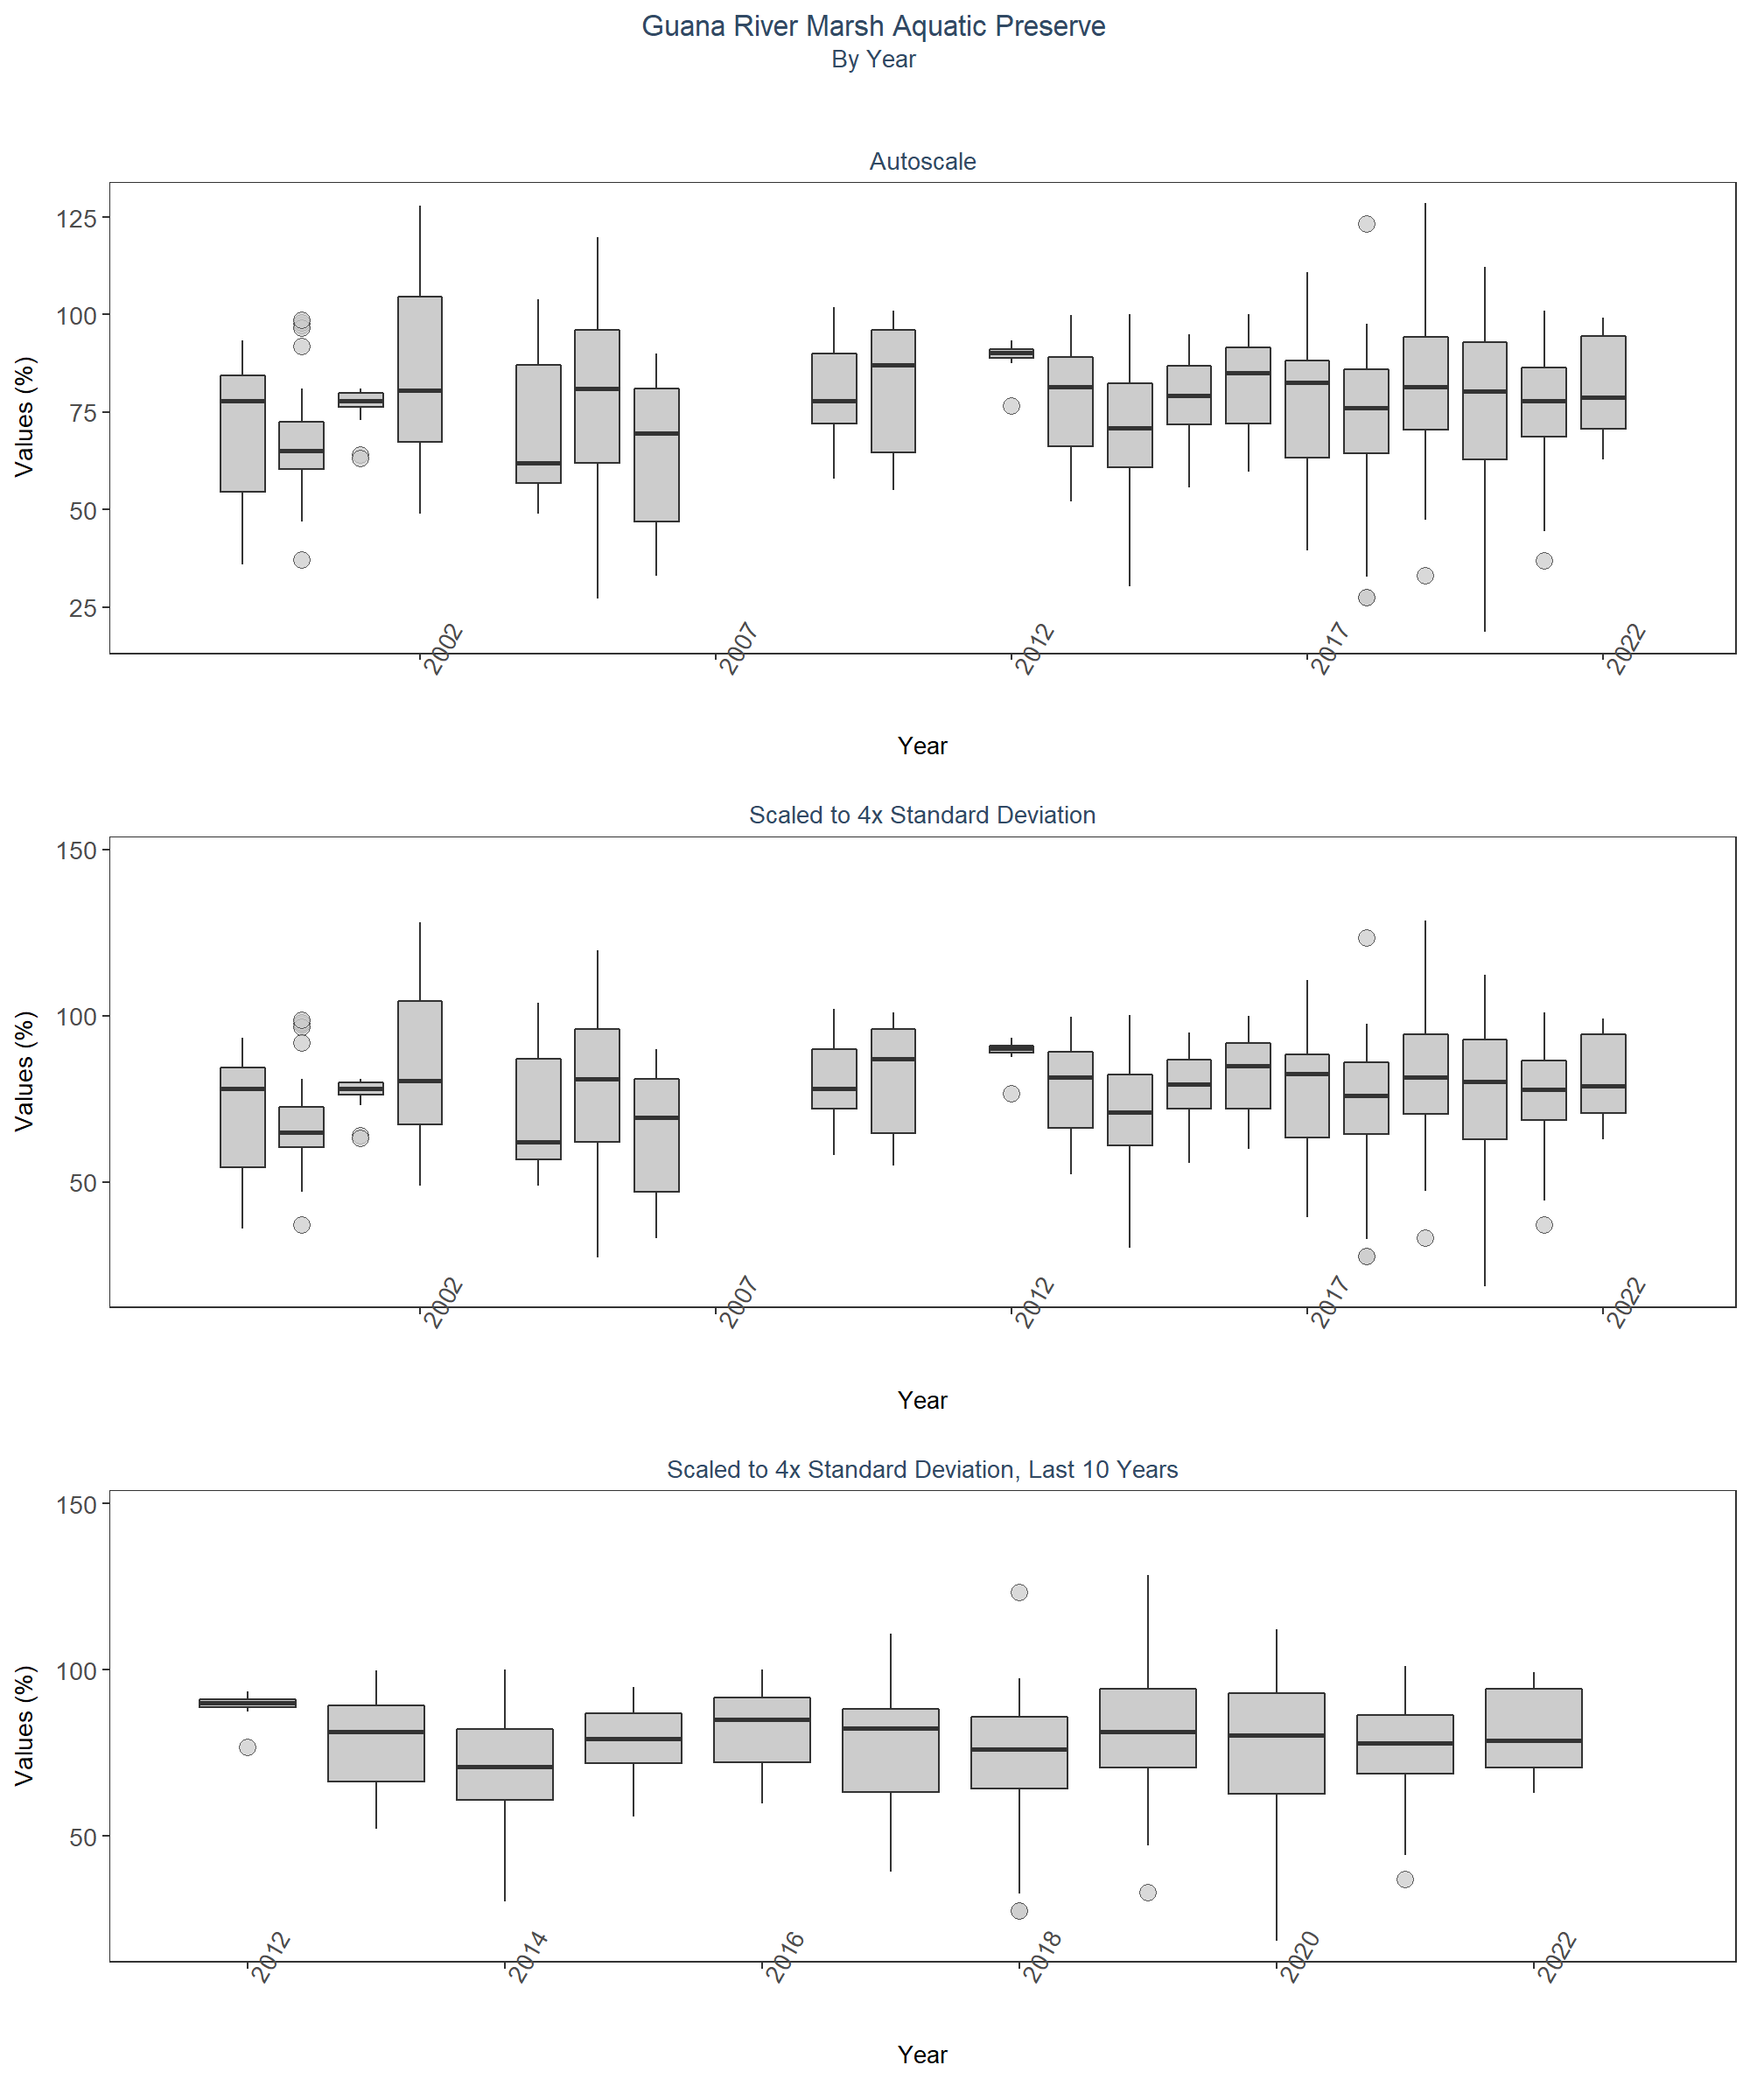 Guana River Marsh Aquatic Preserve
By Year
Autoscale
Values (%)
125
100
75
50
25
2002
2007
2012
2017
2022
Year
Scaled to 4x Standard Deviation
Values (%)
150
100
50
2002
2007
2012
2017
2022
Year
Scaled to 4x Standard Deviation, Last 10 Years
Values (%)
150
100
50
2012
2014
2016
2018
2020
2022
Year